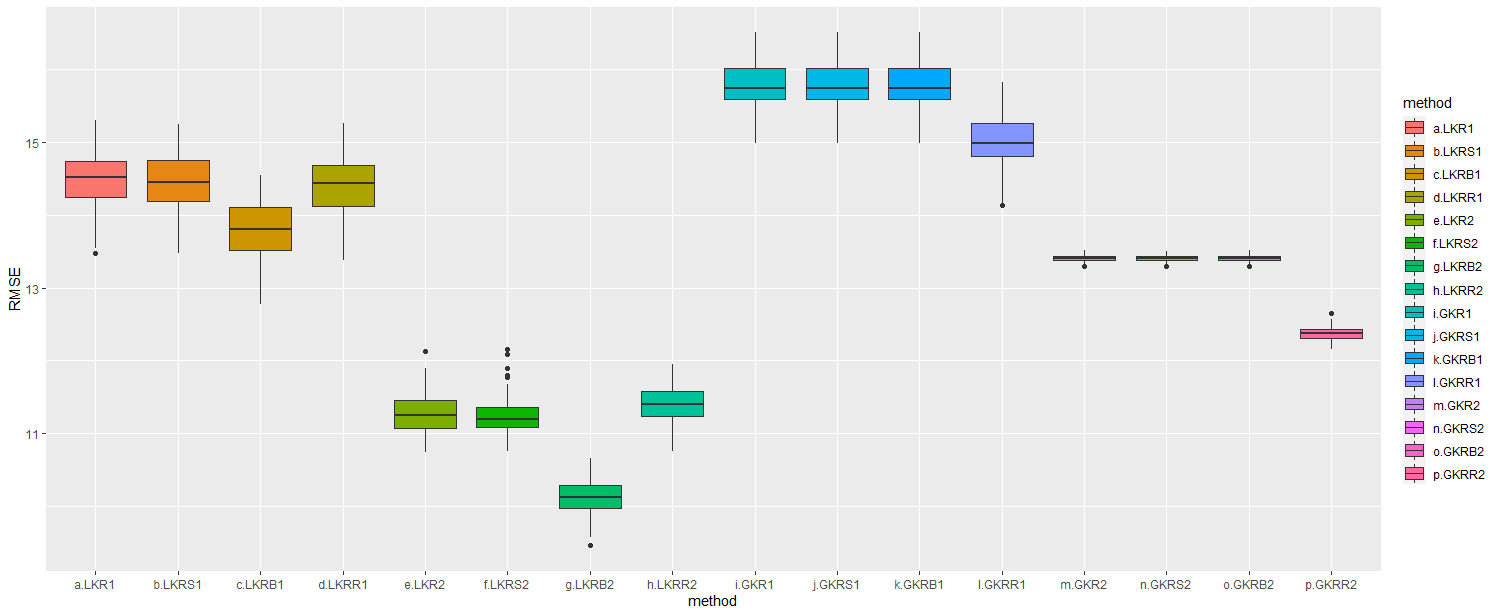 RMSE
15
13
11
a.LKR1 b.LKRS1 c.LKRB1 d.LKRR1 e.LKR2 f.LKRS2 g.LKRB2 h.LKRR2 i.GKR1 j.GKRS1 k.GKRB1 l.GKRR1 m.GKR2 n.GKRS2 o.GKRB2 p.GKRR2
method
method
a.LKR1
b.LKRS1
c.LKRB1
d.LKRR1
e.LKR2
f.LKRS2
g.LKRB2
h.LKRR2
i.GKR1
j.GKRS1
k.GKRB1
l.GKRR1
m.GKR2
n.GKRS2
o.GKRB2
p.GKRR2